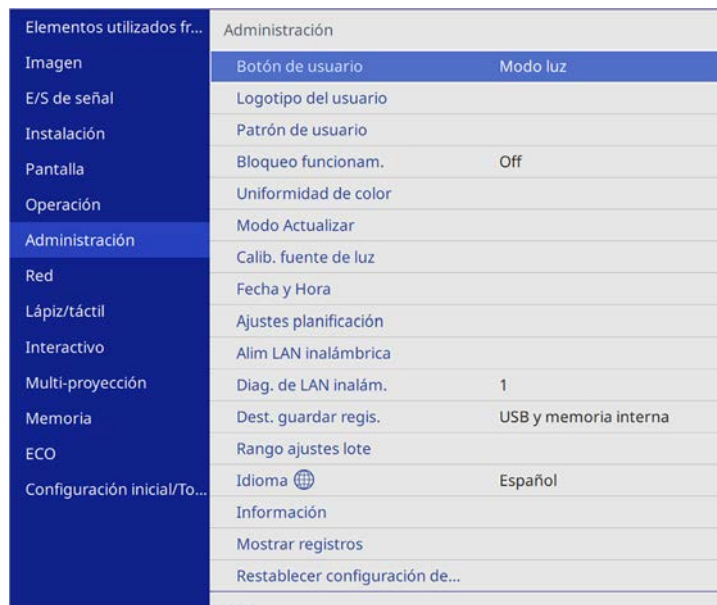 Elementos utilizados fr...
Imagen
E/S de señal
Instalación
Pantalla
Operación
Administración
Red
Lápiz/táctil
Interactivo
Multi-proyección
Memoria
ECO
Configuración inicial/To...
Administración
Botón de usuario Modo luz
Logotipo del usuario
Patrón de usuario
Bloqueo funcionam. Off
Uniformidad de color
Modo Actualizar
Calib. fuente de luz
Fecha y Hora
Ajustes planificación
Alim LAN inalámbrica
Diag. de LAN inalám. 1
Dest. guardar regis. USB y memoria interna
Rango ajustes lote
Idioma Español
Información
Mostrar registros
Restablecer configuración de...